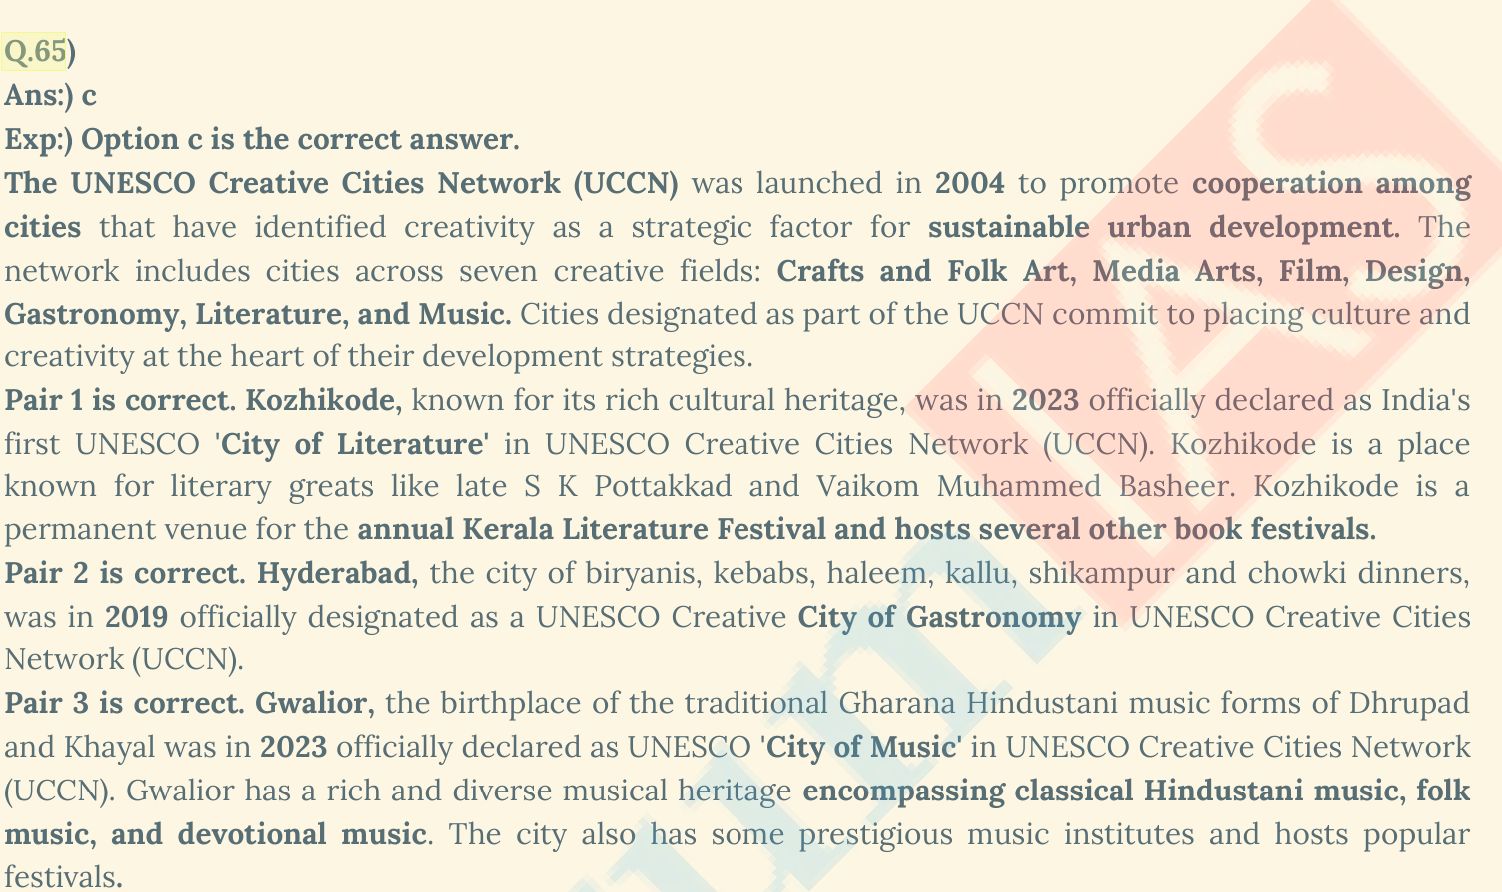 Q.65)
Ans:) c
Exp:) Option c is the correct answer.
The UNESCO Creative Cities Network (UCCN) was launched in 2004 to promote cooperation among
cities that have identified creativity as a strategic factor for sustainable urban development. The
network includes cities across seven creative fields: Crafts and Folk Art, Media Arts, Film, Design,
Gastronomy, Literature, and Music. Cities designated as part of the UCCN commit to placing culture and
creativity at the heart of their development strategies.
Pair 1 is correct. Kozhikode, known for its rich cultural heritage, was in 2023 officially declared as India's
first UNESCO 'City of Literature' in UNESCO Creative Cities Network (UCCN). Kozhikode is a place
known for literary greats like late S K Pottakkad and Vaikom Muhammed Basheer. Kozhikode is a
permanent venue for the annual Kerala Literature Festival and hosts several other book festivals.
Pair 2 is correct. Hyderabad, the city of biryanis, kebabs, haleem, kallu, shikampur and chowki dinners,
was in 2019 officially designated as a UNESCO Creative City of Gastronomy in UNESCO Creative Cities
Network (UCCN).
Pair 3 is correct. Gwalior, the birthplace of the traditional Gharana Hindustani music forms of Dhrupad
and Khayal was in 2023 officially declared as UNESCO 'City of Music' in UNESCO Creative Cities Network
(UCCN). Gwalior has a rich and diverse musical heritage encompassing classical Hindustani music, folk
music, and devotional music. The city also has some prestigious music institutes and hosts popular
festivals.
um IAS